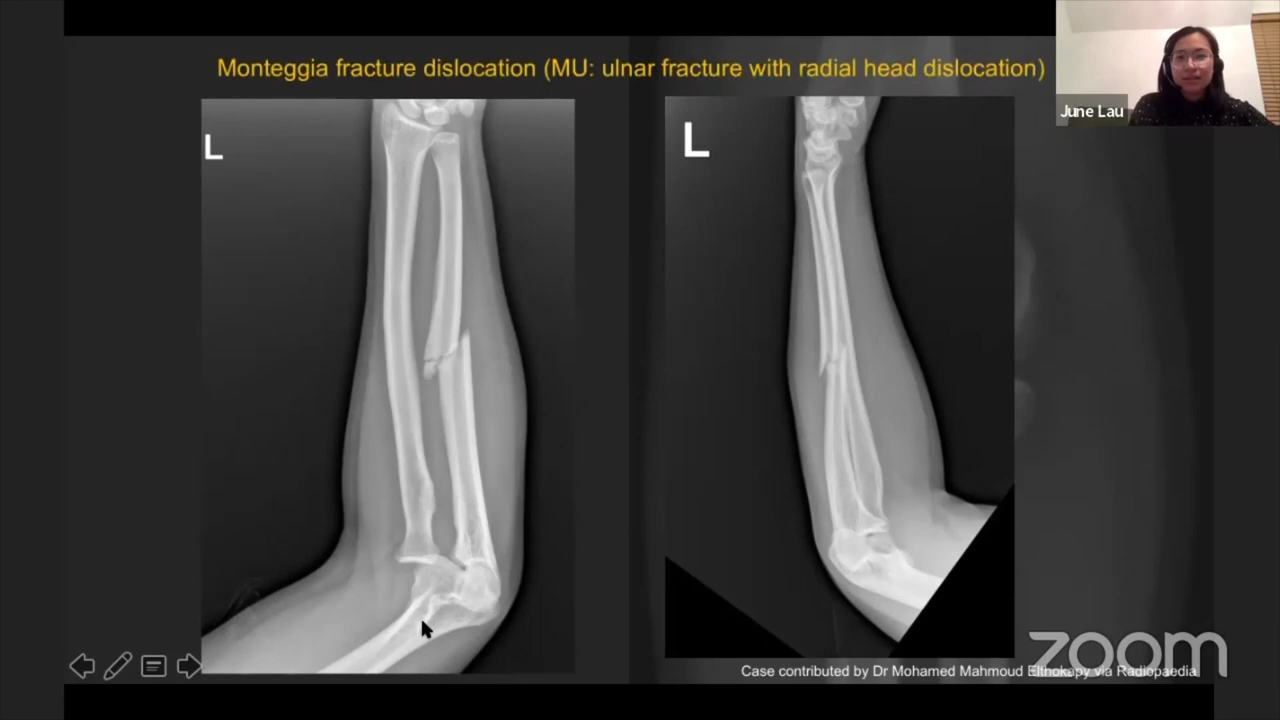 Monteggia fracture dislocation (MU: ulnar fracture with radial head dislocation)
June Lau
L
L
Case contributed by Dr Mohamed Mahmoud Elthokapy via Radiopaedia
zoom